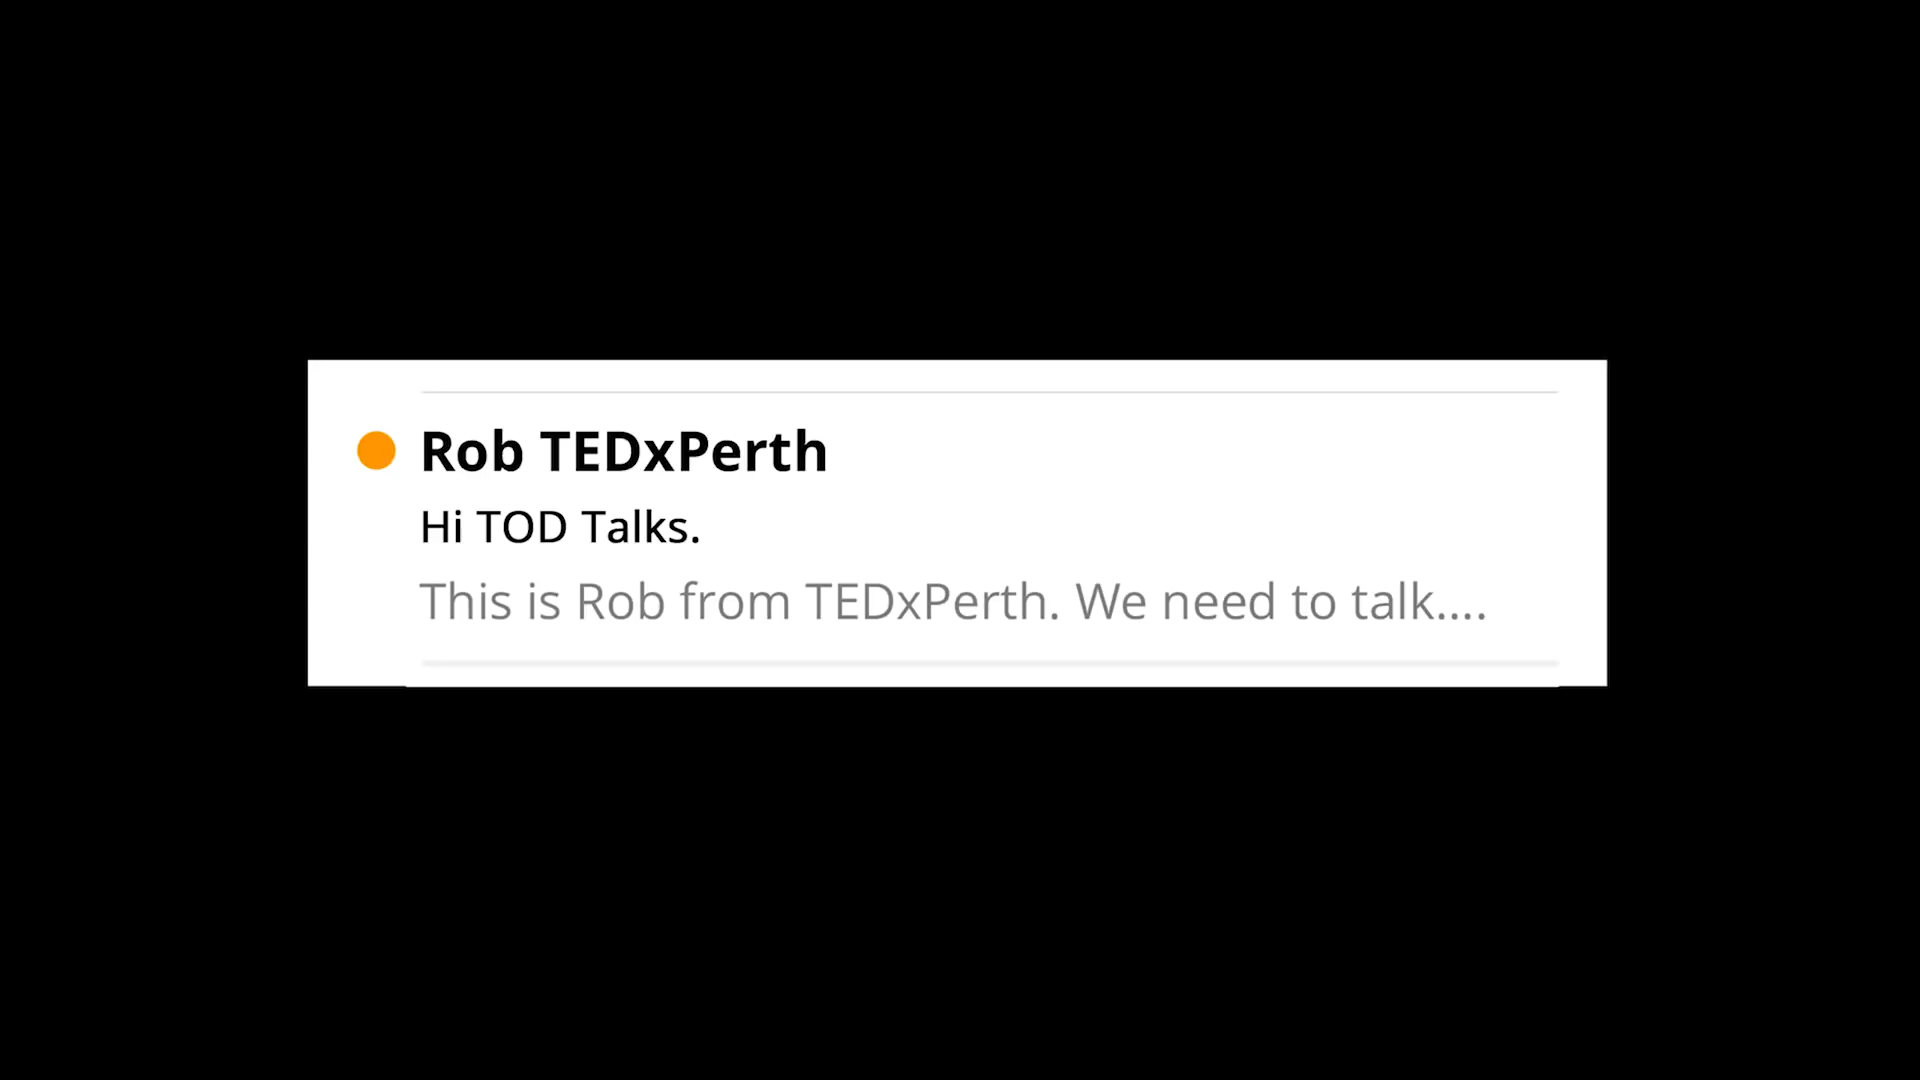 Rob TEDxPerth
Hi TOD Talks.
This is Rob from TEDxPerth. We need to talk....